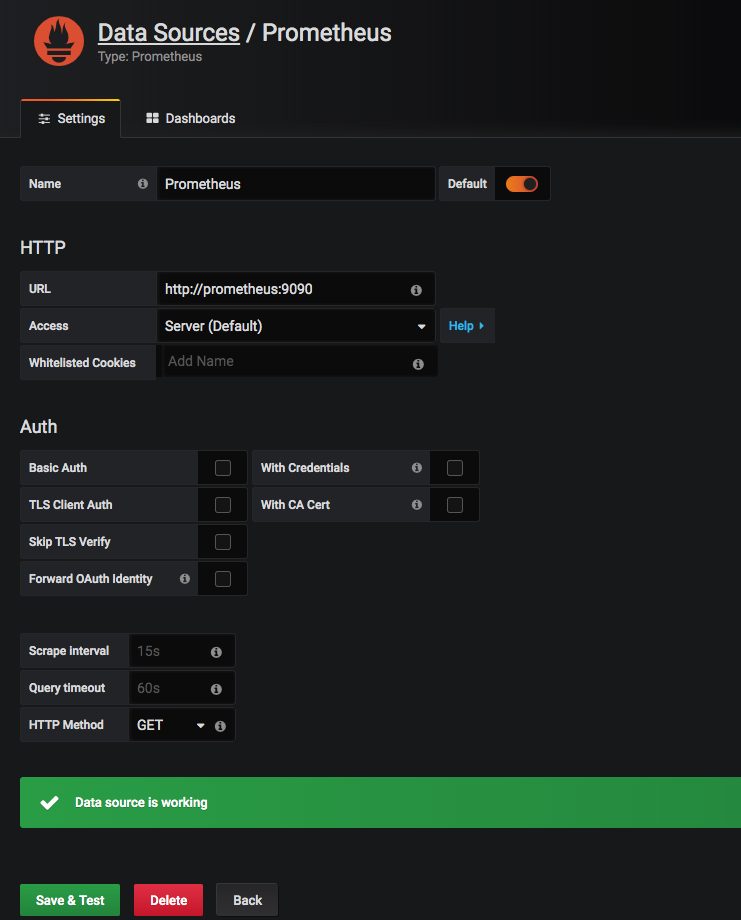 Data Sources / Prometheus
Type: Prometheus
Settings
Dashboards
Name
Prometheus
Default
HTTP
URL
http://prometheus:9090
Access
Server (Default)
Help
Whitelisted Cookies
Add Name
Auth
Basic Auth
With Credentials
TLS Client Auth
With CA Cert
Skip TLS Verify
Forward OAuth Identity
Scrape interval
15s
Query timeout
60s
HTTP Method
GET
Data source is working
Save & Test
Delete
Back